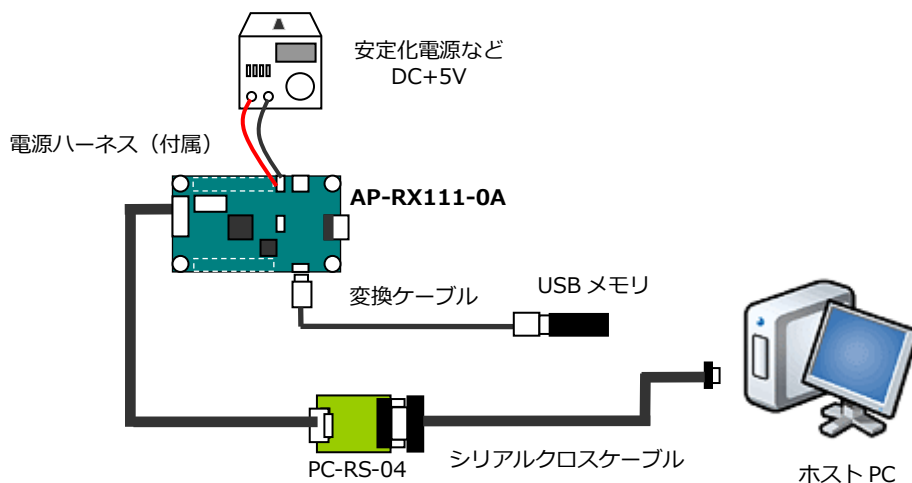 安定化電源など
DC+5V
電源ハーネス（付属）
AP-RX111-0A
変換ケーブル
USB メモリ
PC-RS-04
シリアルクロスケーブル
ホスト PC